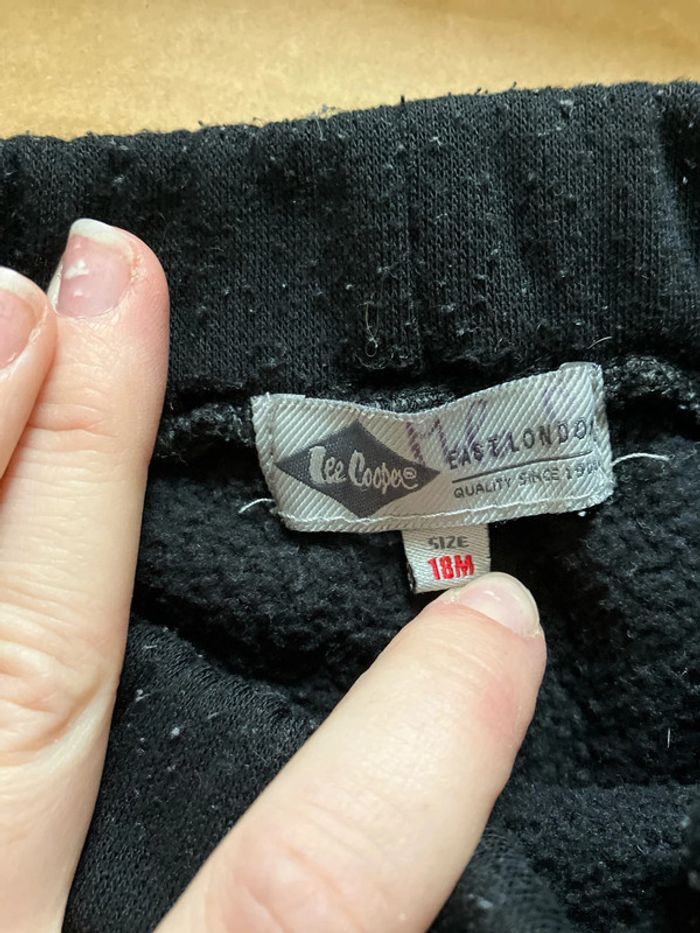 Lee Cooper®
EAST LONDON
QUALITY SINCE 1908
SIZE
18M